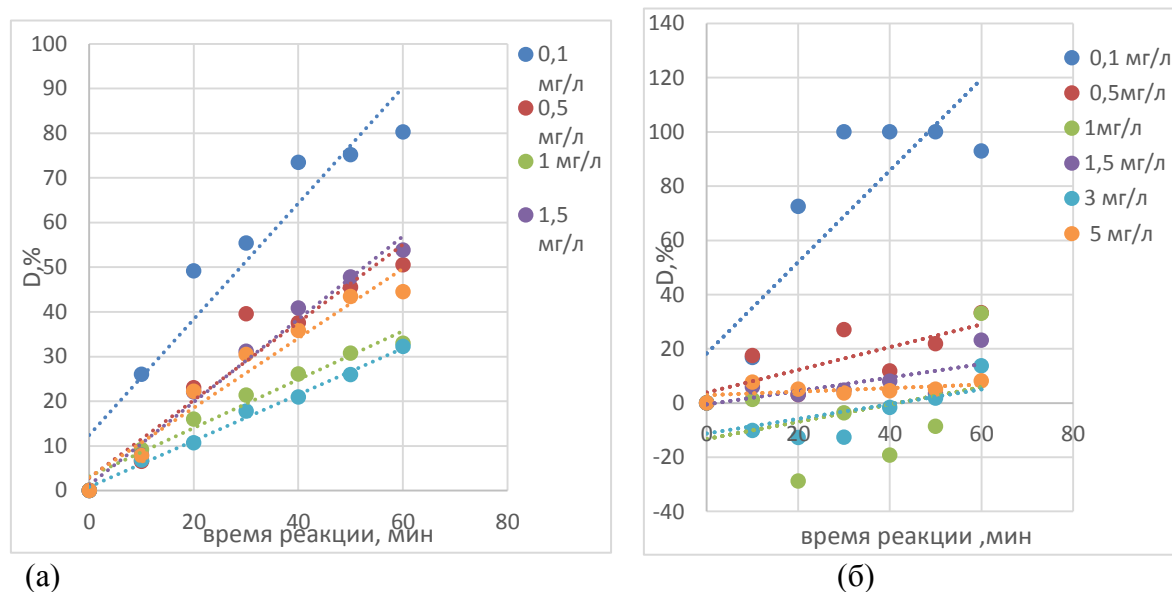 100
90
80
70
60
50
40
30
20
10
0
D,%
0
20
40
60
80
время реакции, мин
0,1
мг/л
0,5
мг/л
1 мг/л
1,5
мг/л
(а)
140
120
100
80
60
40
20
0
-20
-40
D,%
0
20
40
60
80
время реакции ,мин
0,1 мг/л
0,5мг/л
1мг/л
1,5 мг/л
3 мг/л
5 мг/л
(б)